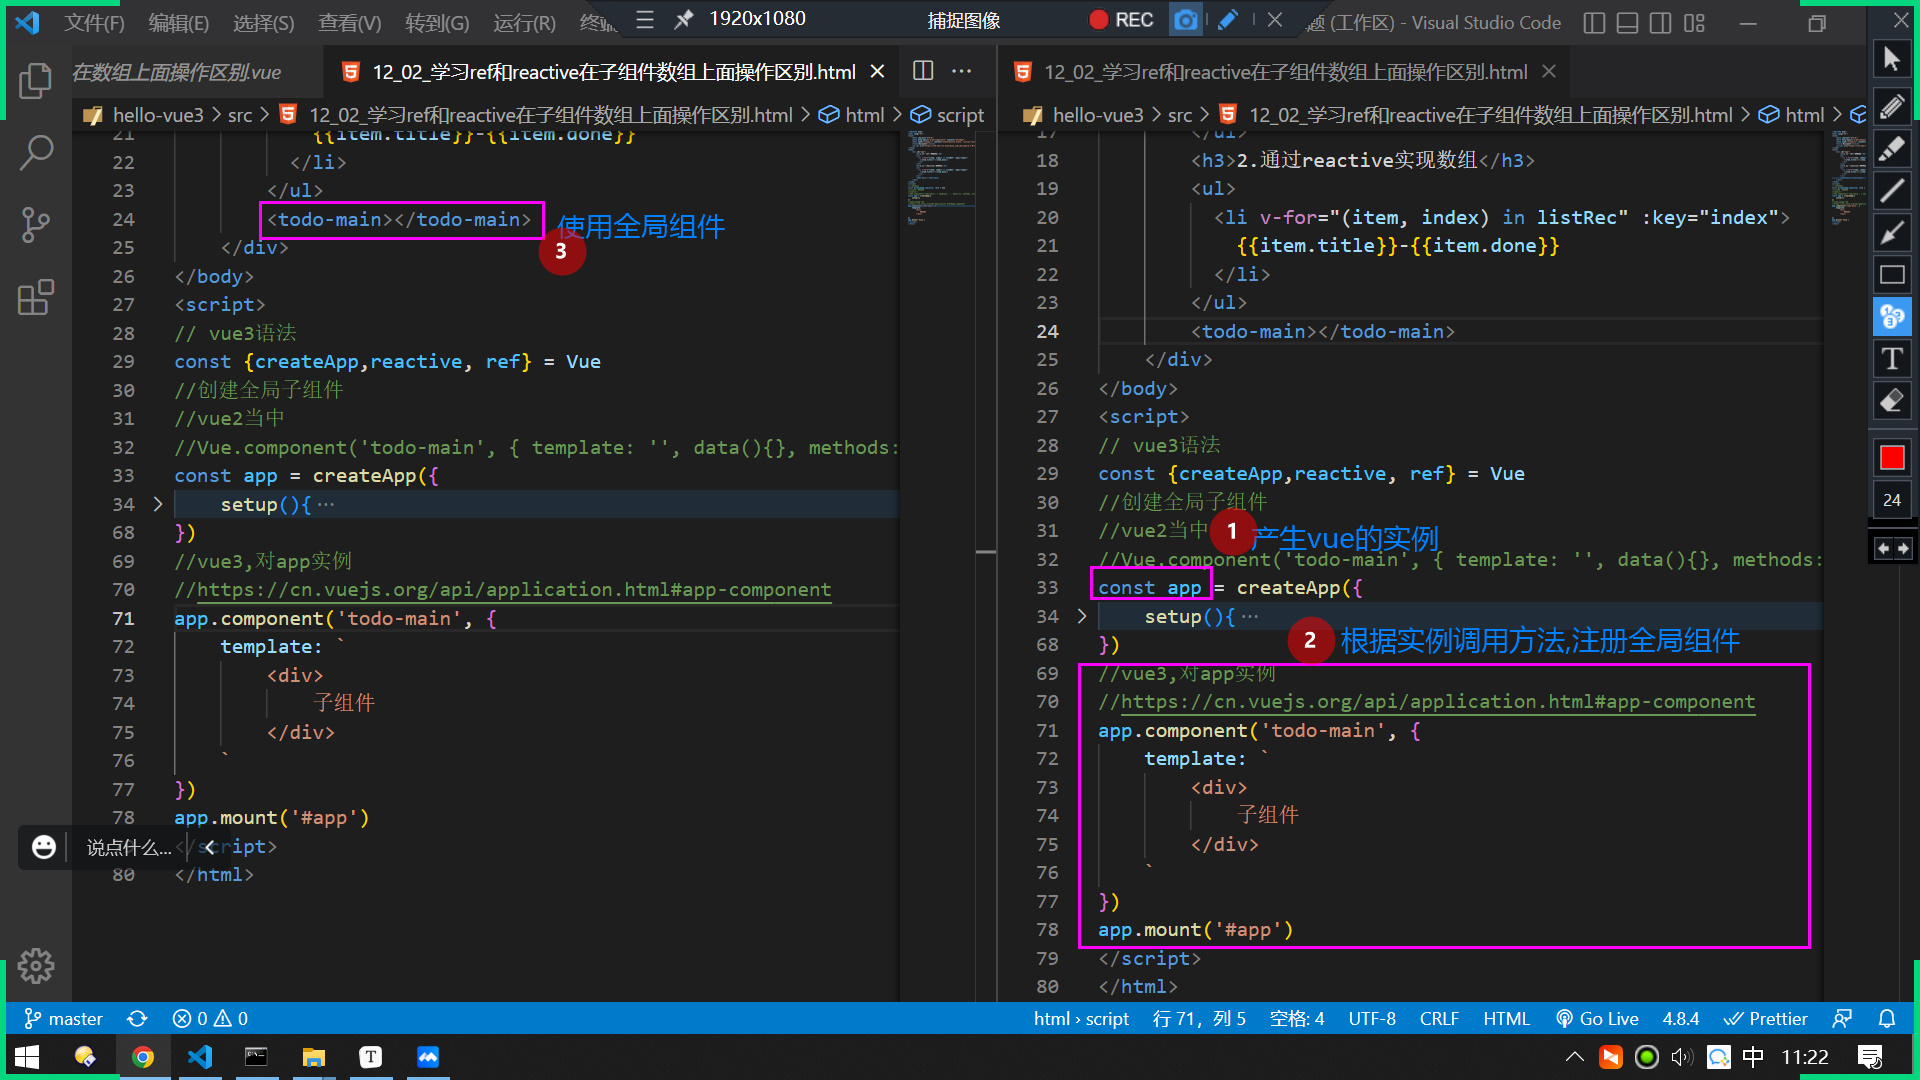 文件(F) 编辑(E) 选择(S) 查看(V) 转到(G) 运行(R) 终端
1920x1080 捕捉图像 REC
题 (工作区) - Visual Studio Code
在数组上面操作区别.vue
12_02_学习ref和reactive在子组件数组上面操作区别.html
hello-vue3 > src > 12_02_学习ref和reactive在子组件数组上面操作区别.html > html > script
21 {{item.title}}-{{item.done}}
22 </li>
23 </ul>
24 <todo-main></todo-main>
使用全局组件
3
25 </div>
26 </body>
27 <script>
28 // vue3语法
29 const {createApp,reactive, ref} = Vue
30 //创建全局子组件
31 //vue2当中
32 //Vue.component('todo-main', { template: '', data(){}, methods:
33 const app = createApp({
34 setup(){…
68 })
69 //vue3,对app实例
70 //https://cn.vuejs.org/api/application.html#app-component
71 app.component('todo-main', {
72 template: `
73 <div>
74 子组件
75 </div>
76 `
77 })
78 app.mount('#app')
说点什么...
</script>
80 </html>
12_02_学习ref和reactive在子组件数组上面操作区别.html
hello-vue3 > src > 12_02_学习ref和reactive在子组件数组上面操作区别.html > html >
17 </ul>
18 <h3>2.通过reactive实现数组</h3>
19 <ul>
20 <li v-for="(item, index) in listRec" :key="index">
21 {{item.title}}-{{item.done}}
22 </li>
23 </ul>
24 <todo-main></todo-main>
25 </div>
26 </body>
27 <script>
28 // vue3语法
29 const {createApp,reactive, ref} = Vue
30 //创建全局子组件
31 //vue2当中
1 产生vue的实例
32 //Vue.component('todo-main', { template: '', data(){}, methods:
33 const app = createApp({
34 setup(){…
2 根据实例调用方法,注册全局组件
68 })
69 //vue3,对app实例
70 //https://cn.vuejs.org/api/application.html#app-component
71 app.component('todo-main', {
72 template: `
73 <div>
74 子组件
75 </div>
76 `
77 })
78 app.mount('#app')
79 </script>
80 </html>
T
24
master 0 0
html › script 行 71，列 5 空格: 4 UTF-8 CRLF HTML Go Live 4.8.4 Prettier
T
中 11:22